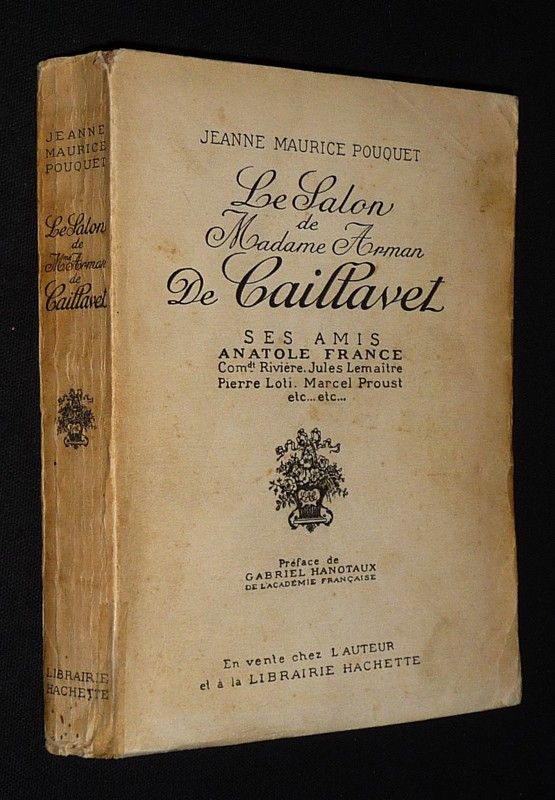 JEANNE
MAURICE
POUQUET
Le Salon
de
Mme Arman
de
Caillavet
LIBRAIRIE
HACHETTE
JEANNE MAURICE POUQUET
Le Salon
de
Madame Arman
De Caillavet
SES AMIS
ANATOLE FRANCE
Comdt Rivière. Jules Lemaître
Pierre Loti. Marcel Proust
etc... etc...
Préface de
GABRIEL HANOTAUX
DE L'ACADÉMIE FRANÇAISE
En vente chez L'AUTEUR
et à la LIBRAIRIE HACHETTE